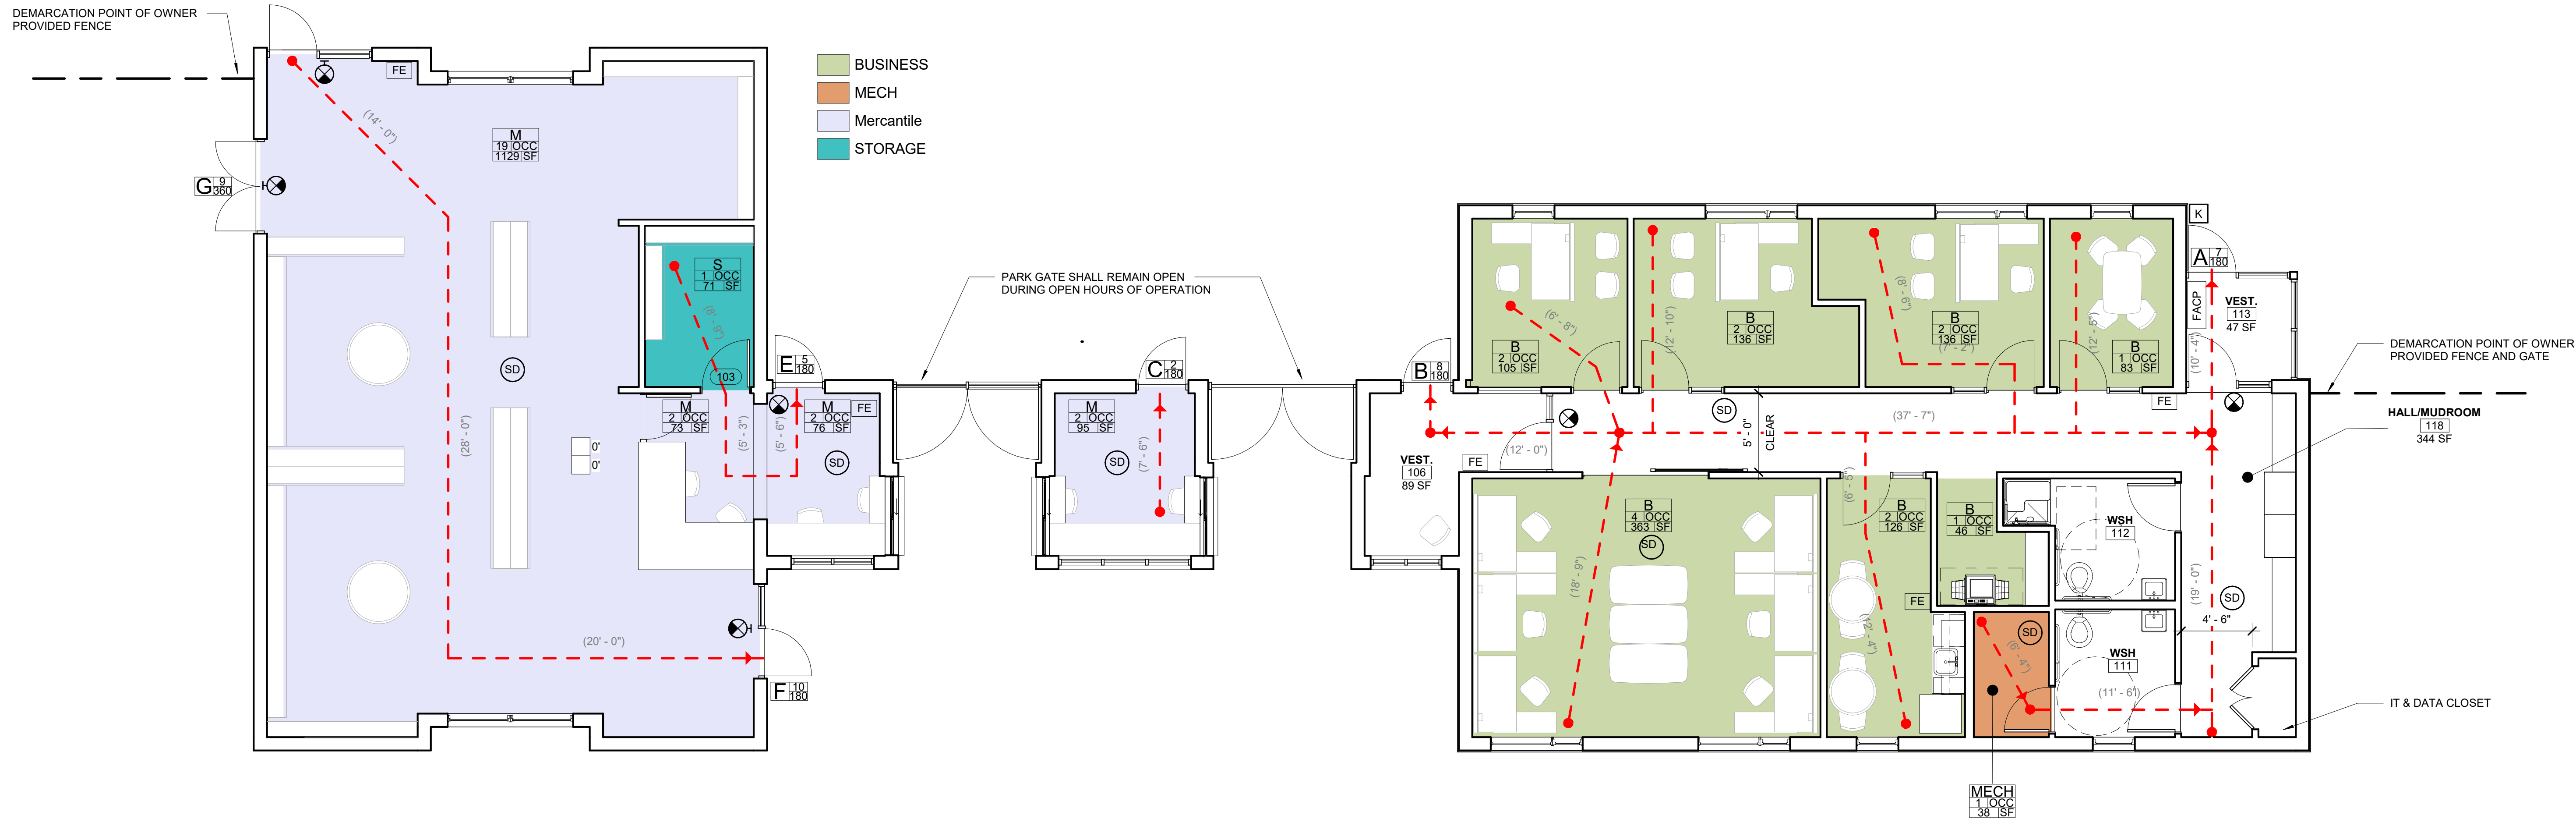 DEMARCATION POINT OF OWNER
PROVIDED FENCE
FE
(14' - 0")
M
19 OCC
1129 SF
G 9
360
BUSINESS
MECH
Mercantile
STORAGE
S
1 OCC
71 SF
(8' - 9")
103
(28' - 0")
SD
0'
0'
M
2 OCC
73 SF
(5' - 3")
(5' - 6")
E 5
180
M
2 OCC
76 SF
FE
SD
(20' - 0")
F 10
180
PARK GATE SHALL REMAIN OPEN
DURING OPEN HOURS OF OPERATION
C 2
180
M
2 OCC
95 SF
SD
(7' - 6")
B 8
180
VEST.
106
89 SF
FE
(12' - 0")
B
2 OCC
105 SF
(6' - 8")
(12' - 10")
B
2 OCC
136 SF
(9' - 8")
B
2 OCC
136 SF
(7' - 2")
(12' - 5")
B
1 OCC
83 SF
K
A 7
180
FACP
VEST.
113
47 SF
(10' - 4")
FE
SD
5' - 0"
CLEAR
(37' - 7")
DEMARCATION POINT OF OWNER
PROVIDED FENCE AND GATE
HALL/MUDROOM
118
344 SF
B
4 OCC
363 SF
SD
(18' - 9")
(6' - 5")
B
2 OCC
126 SF
(12' - 4")
FE
B
1 OCC
46 SF
WSH
112
WSH
111
(11' - 6")
SD
(6' - 4")
(19' - 0")
SD
4' - 6"
IT & DATA CLOSET
MECH
1 OCC
38 SF